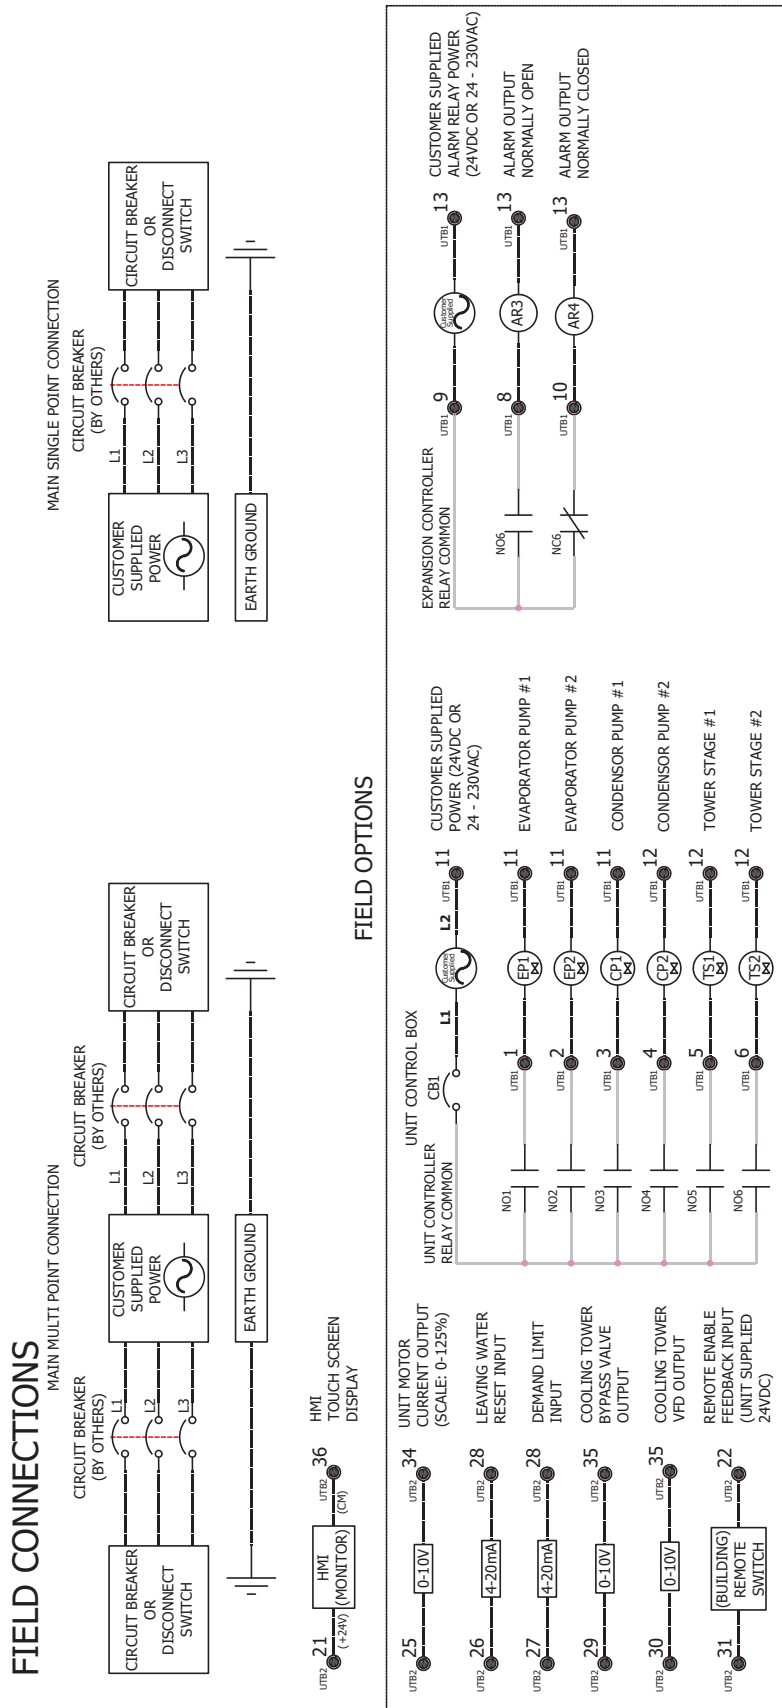 FIELD CONNECTIONS
MAIN MULTI POINT CONNECTION
CIRCUIT BREAKER
OR
DISCONNECT
SWITCH
CIRCUIT BREAKER
(BY OTHERS)
L1
L2
L3
CUSTOMER
SUPPLIED
POWER
L1
L2
L3
CIRCUIT BREAKER
(BY OTHERS)
CIRCUIT BREAKER
OR
DISCONNECT
SWITCH
EARTH GROUND
MAIN SINGLE POINT CONNECTION
CUSTOMER
SUPPLIED
POWER
L1
L2
L3
CIRCUIT BREAKER
(BY OTHERS)
CIRCUIT BREAKER
OR
DISCONNECT
SWITCH
EARTH GROUND
UTB2 21
(+24V)
HMI
(MONITOR)
UTB2 36
(CM)
HMI
TOUCH SCREEN
DISPLAY
FIELD OPTIONS
UTB2 25
0-10V
UTB2 34
UNIT MOTOR
CURRENT OUTPUT
(SCALE: 0-125%)
UTB2 26
4-20mA
UTB2 28
LEAVING WATER
RESET INPUT
UTB2 27
4-20mA
UTB2 28
DEMAND LIMIT
INPUT
UTB2 29
0-10V
UTB2 35
COOLING TOWER
BYPASS VALVE
OUTPUT
UTB2 30
0-10V
UTB2 35
COOLING TOWER
VFD OUTPUT
UTB2 31
(BUILDING)
REMOTE
SWITCH
UTB2 22
REMOTE ENABLE
FEEDBACK INPUT
(UNIT SUPPLIED
24VDC)
UNIT CONTROLLER
RELAY COMMON
UNIT CONTROL BOX
CB1
L1
Customer
Supplied
L2
UTB1 11
CUSTOMER SUPPLIED
POWER (24VDC OR
24 - 230VAC)
NO1
UTB1 1
EP1
UTB1 11
EVAPORATOR PUMP #1
NO2
UTB1 2
EP2
UTB1 11
EVAPORATOR PUMP #2
NO3
UTB1 3
CP1
UTB1 11
CONDENSOR PUMP #1
NO4
UTB1 4
CP2
UTB1 12
CONDENSOR PUMP #2
NO5
UTB1 5
TS1
UTB1 12
TOWER STAGE #1
NO6
UTB1 6
TS2
UTB1 12
TOWER STAGE #2
EXPANSION CONTROLLER
RELAY COMMON
UTB1 9
Customer
Supplied
UTB1 13
CUSTOMER SUPPLIED
ALARM RELAY POWER
(24VDC OR 24 - 230VAC)
NO6
UTB1 8
AR3
UTB1 13
ALARM OUTPUT
NORMALLY OPEN
NC6
UTB1 10
AR4
UTB1 13
ALARM OUTPUT
NORMALLY CLOSED